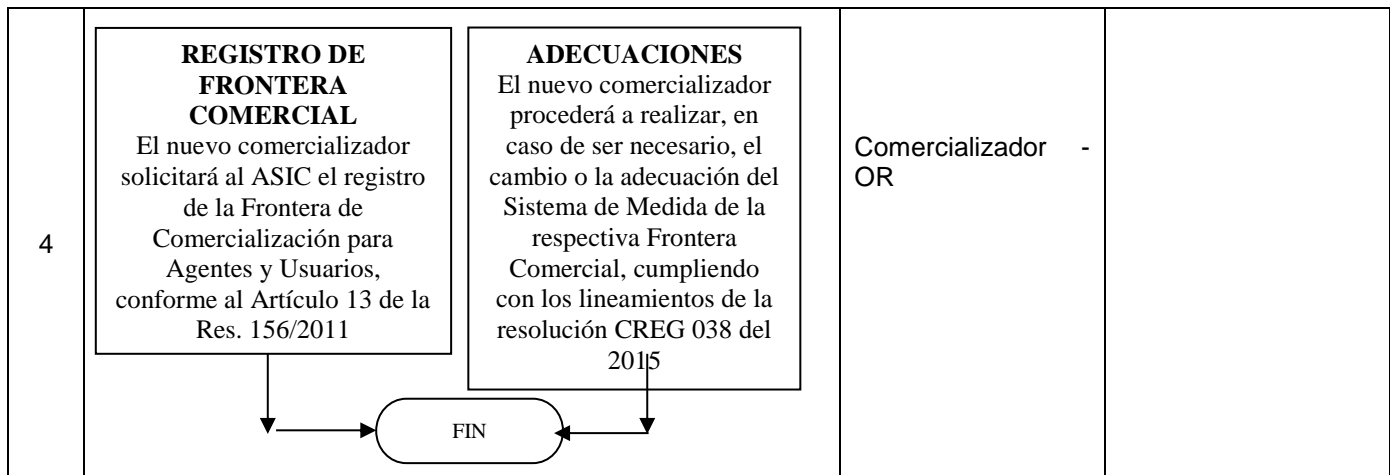 4
REGISTRO DE
FRONTERA
COMERCIAL
El nuevo comercializador
solicitará al ASIC el registro
de la Frontera de
Comercialización para
Agentes y Usuarios,
conforme al Artículo 13 de la
Res. 156/2011
ADECUACIONES
El nuevo comercializador
procederá a realizar, en
caso de ser necesario, el
cambio o la adecuación del
Sistema de Medida de la
respectiva Frontera
Comercial, cumpliendo
con los lineamientos de la
resolución CREG 038 del
2015
FIN
Comercializador -
OR